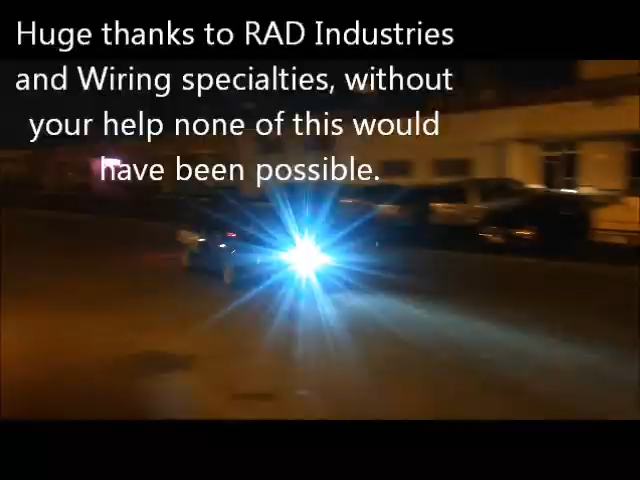 Huge thanks to RAD Industries
and Wiring specialties, without
your help none of this would
have been possible.